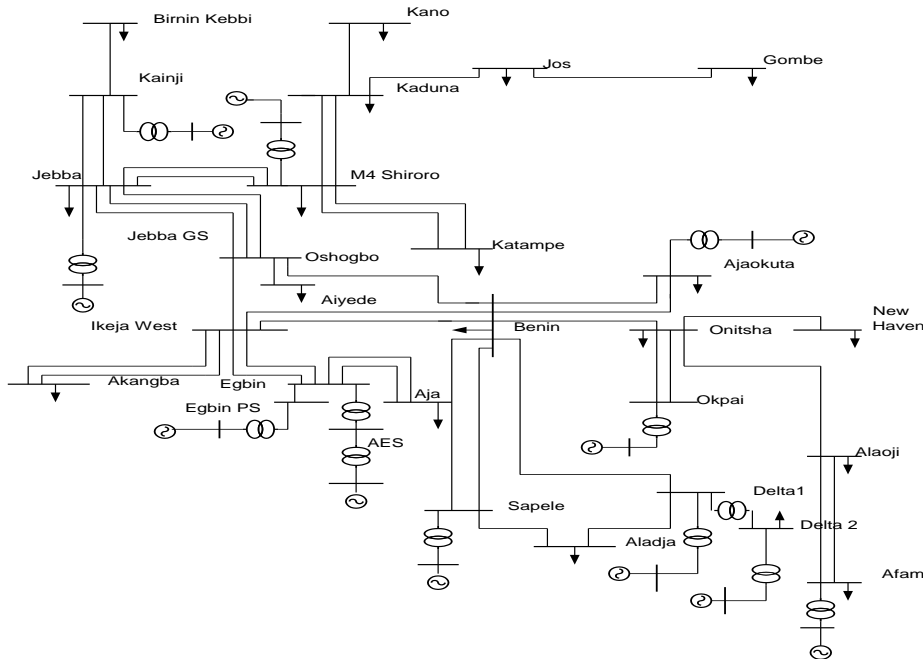 Birnin Kebbi
Kano
Jos
Gombe
Kainji
Kaduna
Jebba
M4 Shiroro
Jebba GS
Oshogbo
Katampe
Ajaokuta
Aiyede
Ikeja West
Benin
Onitsha
New
Haven
Akangba
Egbin
Aja
Okpai
Egbin PS
AES
Alaoji
Sapele
Delta1
Delta 2
Aladja
Afam